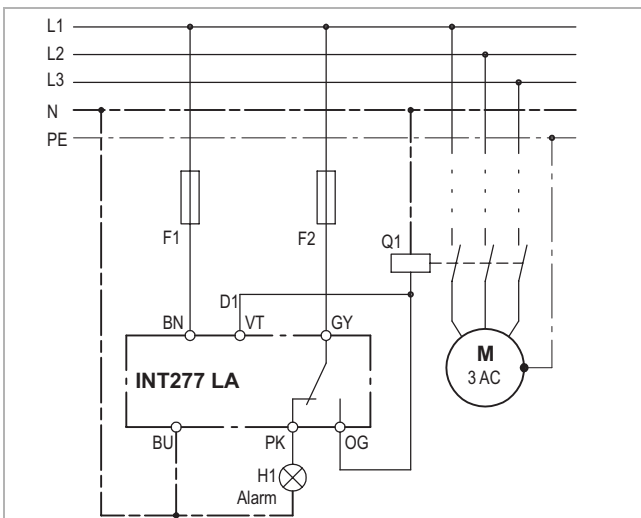 L1
L2
L3
N
PE
F1
F2
Q1
D1
BN
VT
GY
INT277 LA
M
3 AC
BU
PK
OG
H1
Alarm